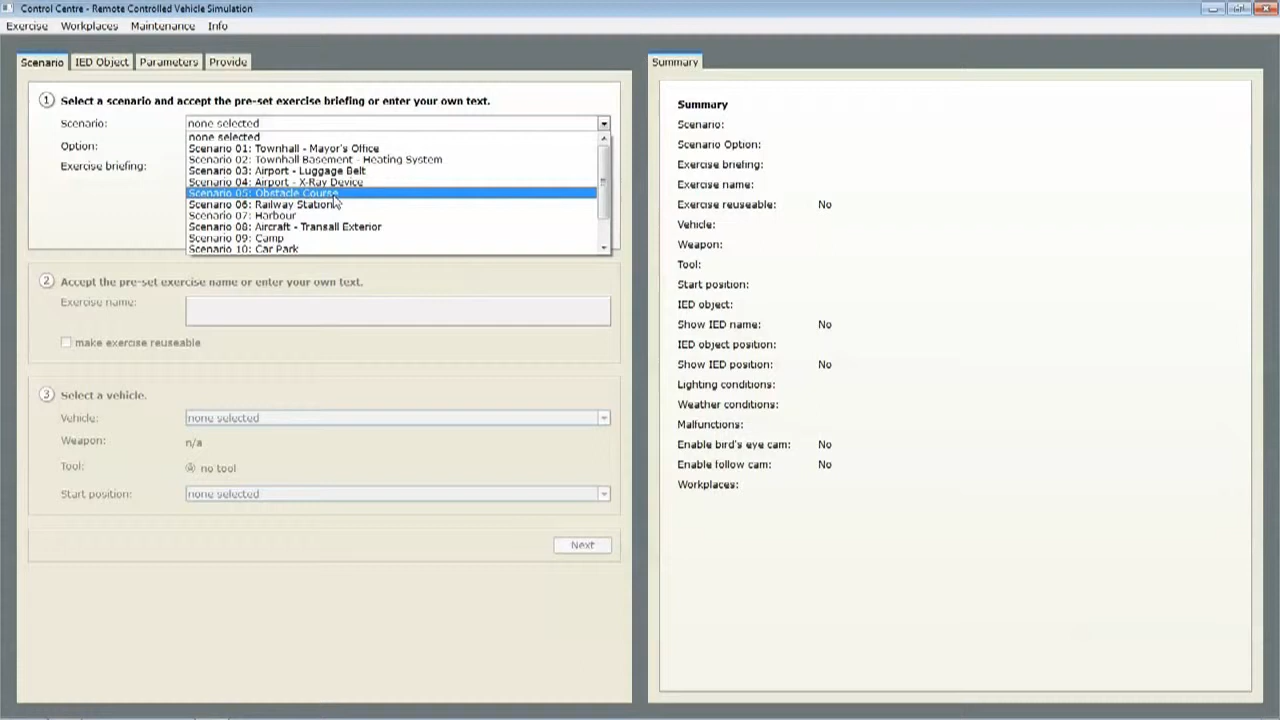 Control Centre - Remote Controlled Vehicle Simulation
Exercise Workplaces Maintenance Info
Scenario IED Object Parameters Provide
1 Select a scenario and accept the pre-set exercise briefing or enter your own text.
Scenario: none selected
none selected
Option: Scenario 01: Townhall - Mayor's Office
Scenario 02: Townhall Basement - Heating System
Exercise briefing: Scenario 03: Airport - Luggage Belt
Scenario 04: Airport - X-Ray Device
Scenario 05: Obstacle Course
Scenario 06: Railway Station
Scenario 07: Harbour
Scenario 08: Aircraft - Transall Exterior
Scenario 09: Camp
Scenario 10: Car Park
2 Accept the pre-set exercise name or enter your own text.
Exercise name:
make exercise reuseable
3 Select a vehicle.
Vehicle: none selected
Weapon: n/a
Tool: no tool
Start position: none selected
Next
Summary
Summary
Scenario:
Scenario Option:
Exercise briefing:
Exercise name:
Exercise reuseable: No
Vehicle:
Weapon:
Tool:
Start position:
IED object:
Show IED name: No
IED object position:
Show IED position: No
Lighting conditions:
Weather conditions:
Malfunctions:
Enable bird's eye cam: No
Enable follow cam: No
Workplaces: